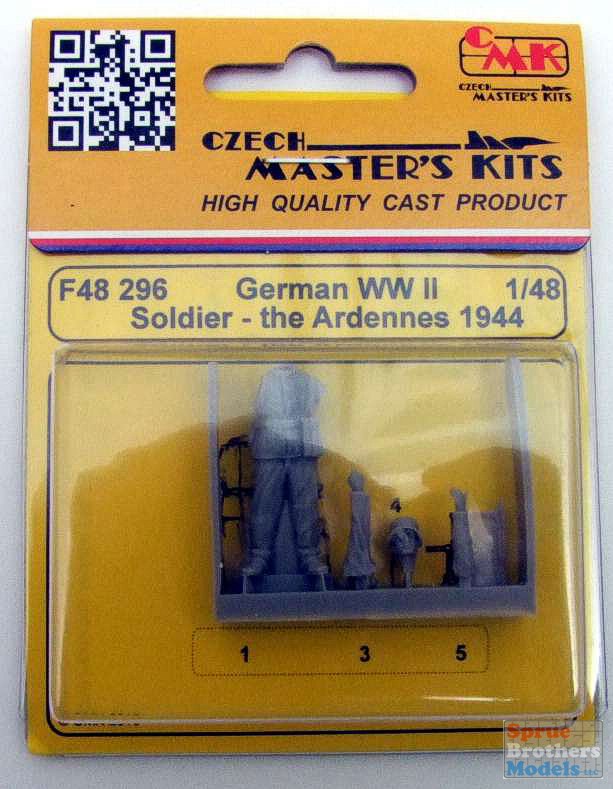 CMK
CZECH
MASTER'S KITS
CZECH
MASTER'S KITS
HIGH QUALITY CAST PRODUCT
F48 296 German WW II 1/48
Soldier - the Ardennes 1944
4
1 3 5
Sprue
Brothers
Models LLC